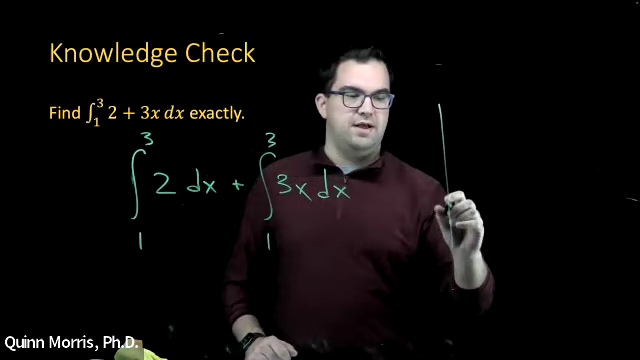 Knowledge Check
Find ∫₁³ 2 + 3x dx exactly.
∫₁³ 2 dx + ∫₁³ 3x dx
Quinn Morris, Ph.D.